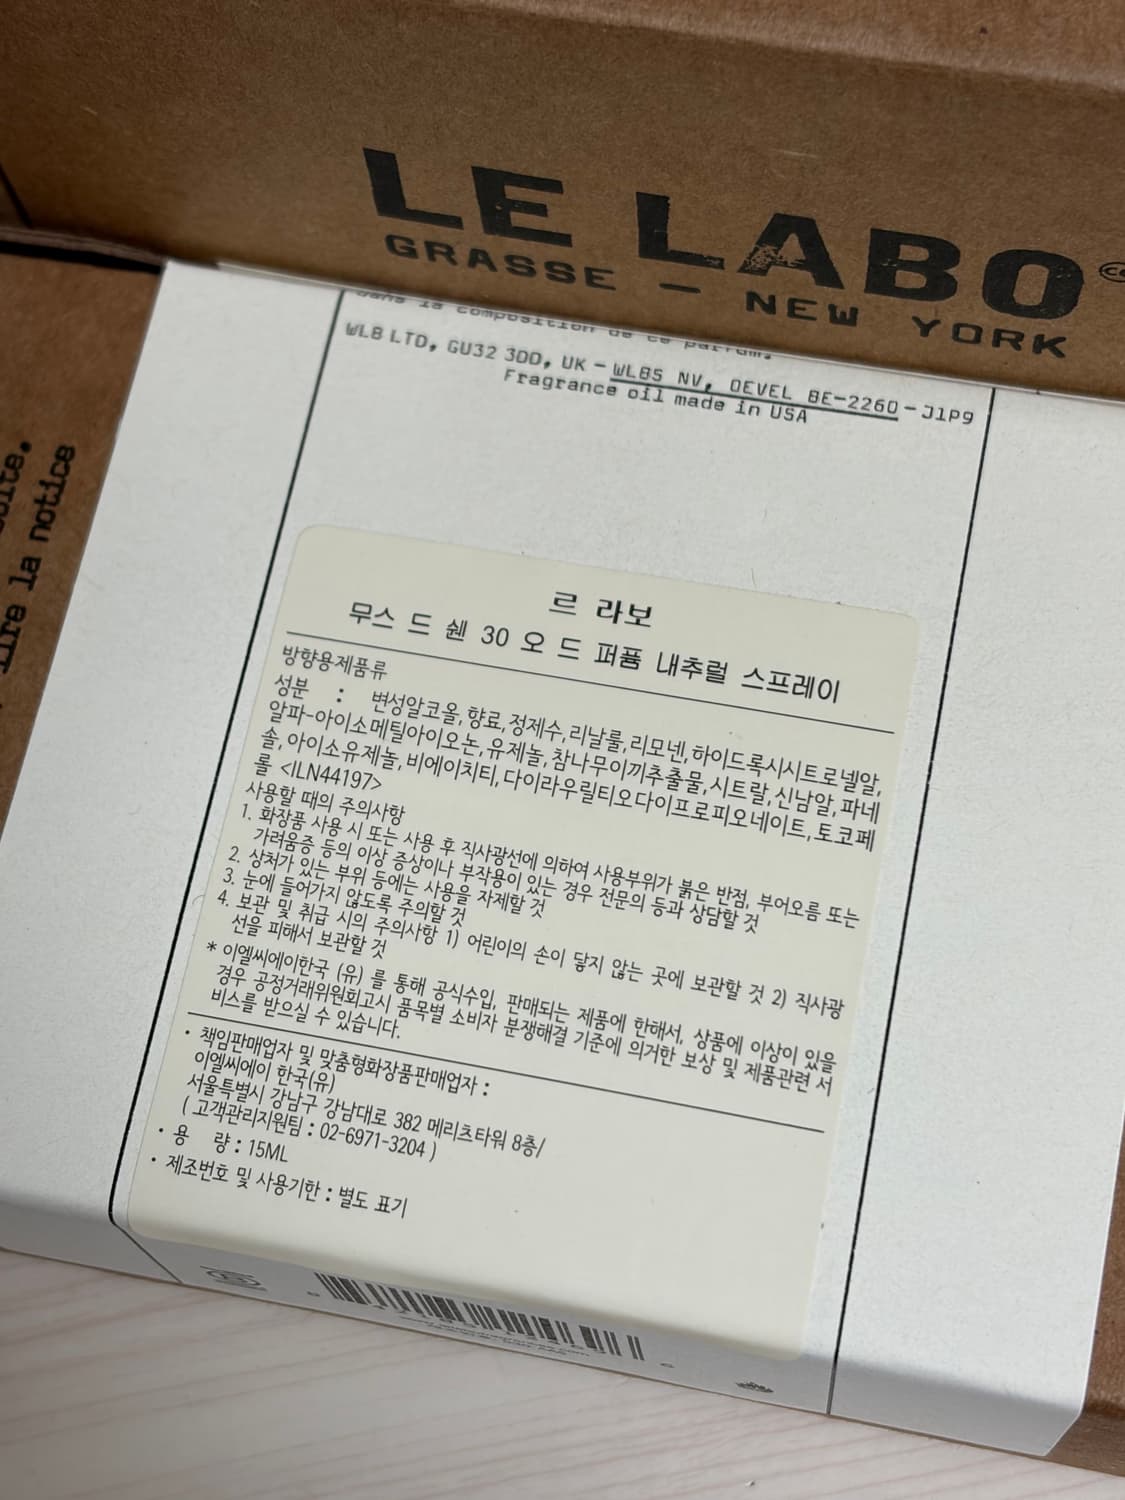 LE LABO
GRASSE — NEW YORK
dans la composition de ce parfum.
WLB LTD, GU32 3DD, UK - WLBS NV, OEVEL BE-2260 - J1P9
Fragrance oil made in USA
lire la notice
르 라보
무스 드 쉔 30 오 드 퍼퓸 내추럴 스프레이
방향용제품류
성분 : 변성알코올, 향료, 정제수, 리날룰, 리모넨, 하이드록시시트로넬알,
알파-아이소메틸아이오논, 유제놀, 참나무이끼추출물, 시트랄, 신남알, 파네
솔, 아이소유제놀, 비에이치티, 다이라우릴티오다이프로피오네이트, 토코페
롤 <ILN44197>
사용할 때의 주의사항
1. 화장품 사용 시 또는 사용 후 직사광선에 의하여 사용부위가 붉은 반점, 부어오름 또는
가려움증 등의 이상 증상이나 부작용이 있는 경우 전문의 등과 상담할 것
2. 상처가 있는 부위 등에는 사용을 자제할 것
3. 눈에 들어가지 않도록 주의할 것
4. 보관 및 취급 시의 주의사항 1) 어린이의 손이 닿지 않는 곳에 보관할 것 2) 직사광
선을 피해서 보관할 것
* 이엘씨에이한국 (유) 를 통해 공식수입, 판매되는 제품에 한해서, 상품에 이상이 있을
경우 공정거래위원회고시 품목별 소비자 분쟁해결 기준에 의거한 보상 및 제품관련 서
비스를 받으실 수 있습니다.
• 책임판매업자 및 맞춤형화장품판매업자 :
이엘씨에이 한국(유)
서울특별시 강남구 강남대로 382 메리츠타워 8층/
( 고객관리지원팀 : 02-6971-3204 )
• 용 량 : 15ML
• 제조번호 및 사용기한 : 별도 표기